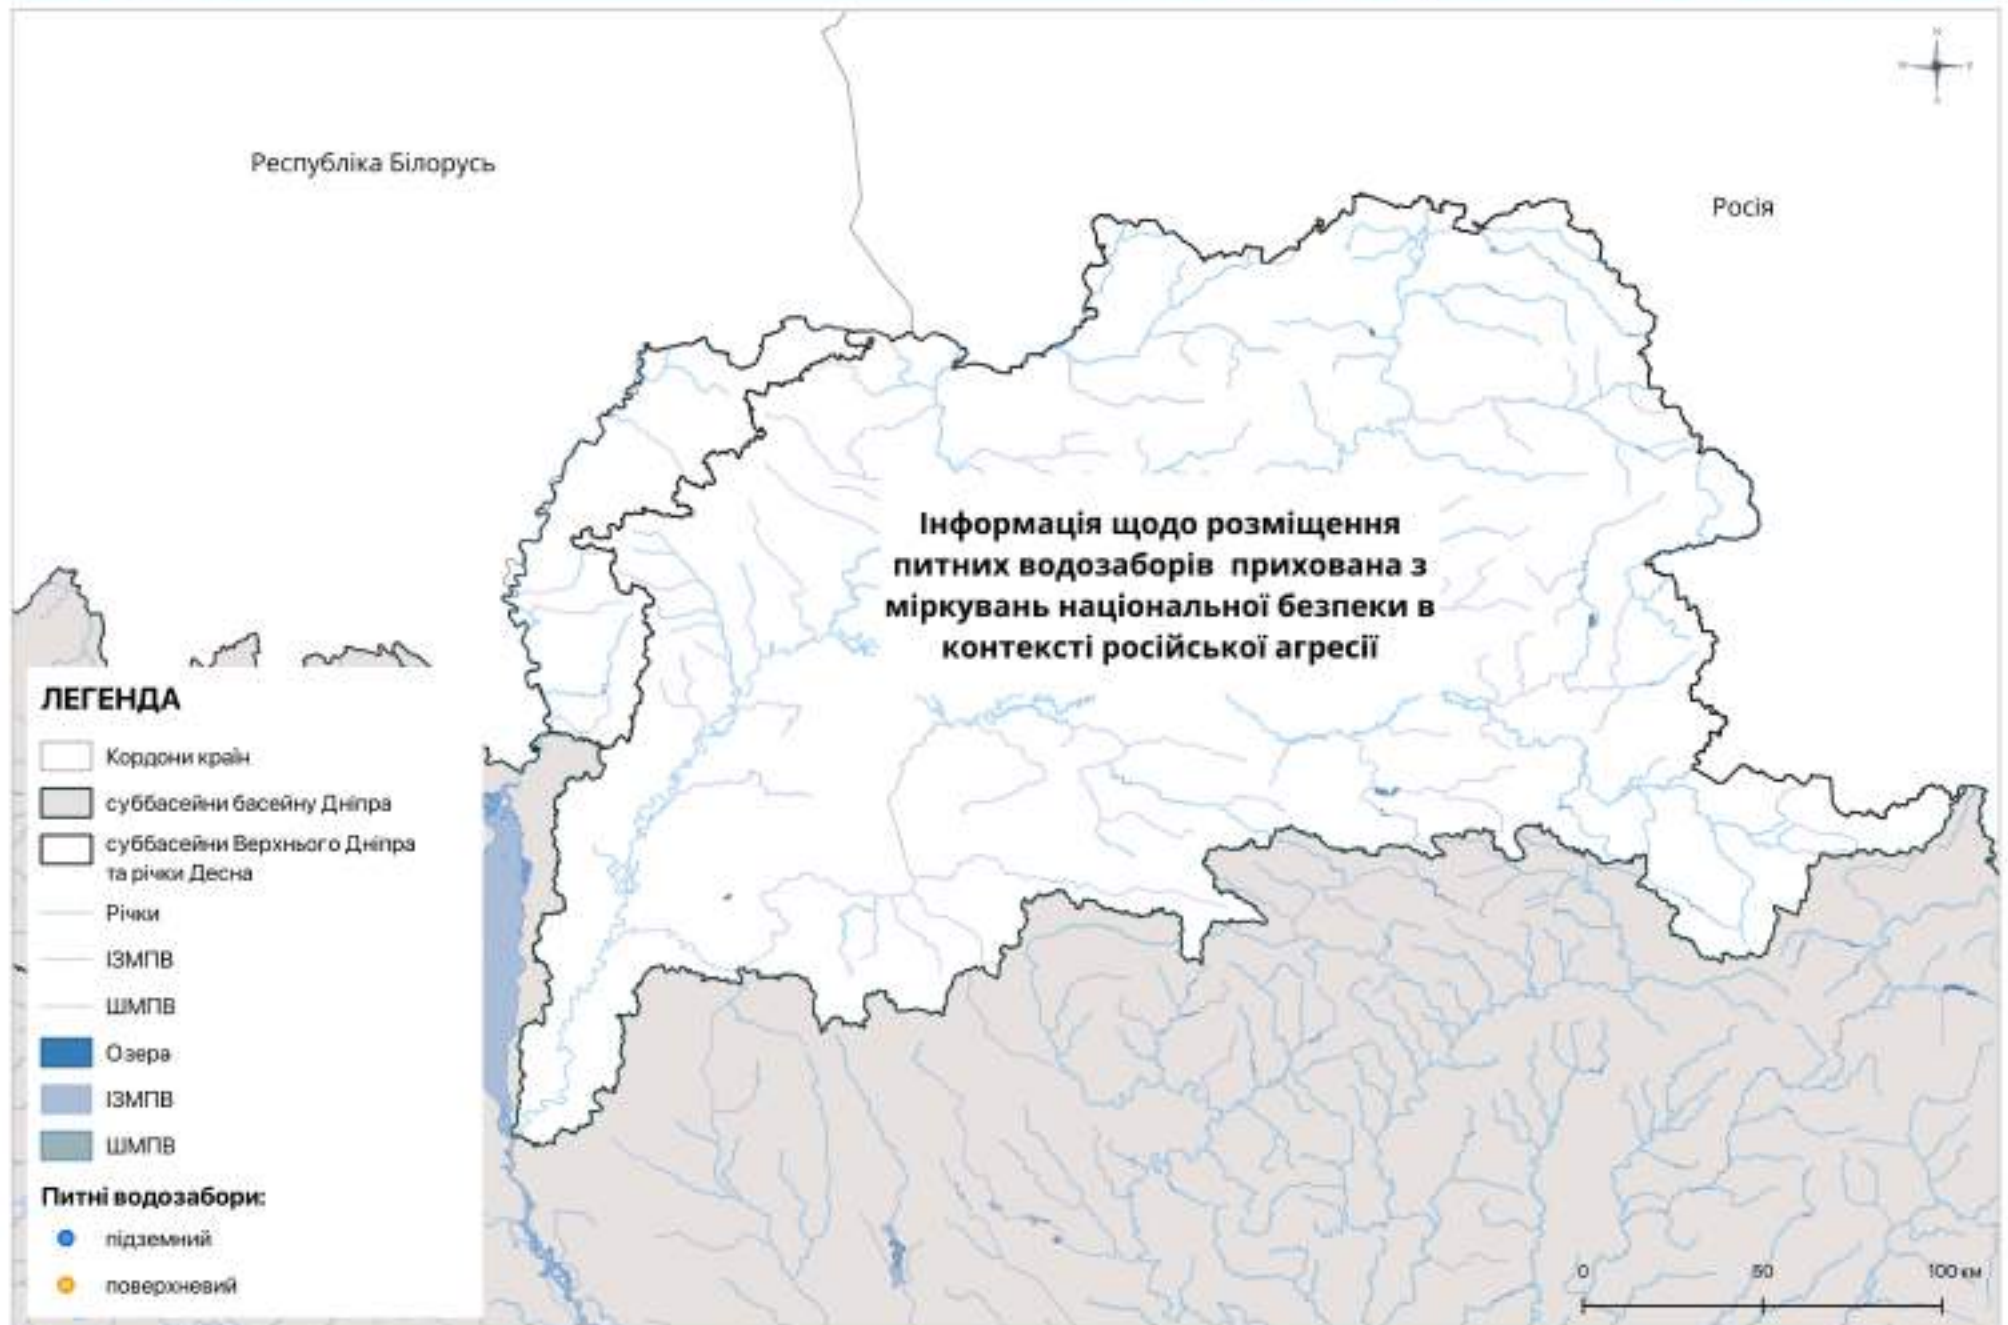 Республіка Білорусь
Росія
Інформація щодо розміщення
питних водозаборів прихована з
міркувань національної безпеки в
контексті російської агресії
ЛЕГЕНДА
Кордони країн
суббасейни басейну Дніпра
суббасейни Верхнього Дніпра
та річки Десна
Річки
ІЗМПВ
ШМПВ
Озера
ІЗМПВ
ШМПВ
Питні водозабори:
підземний
поверхневий
0 50 100 км